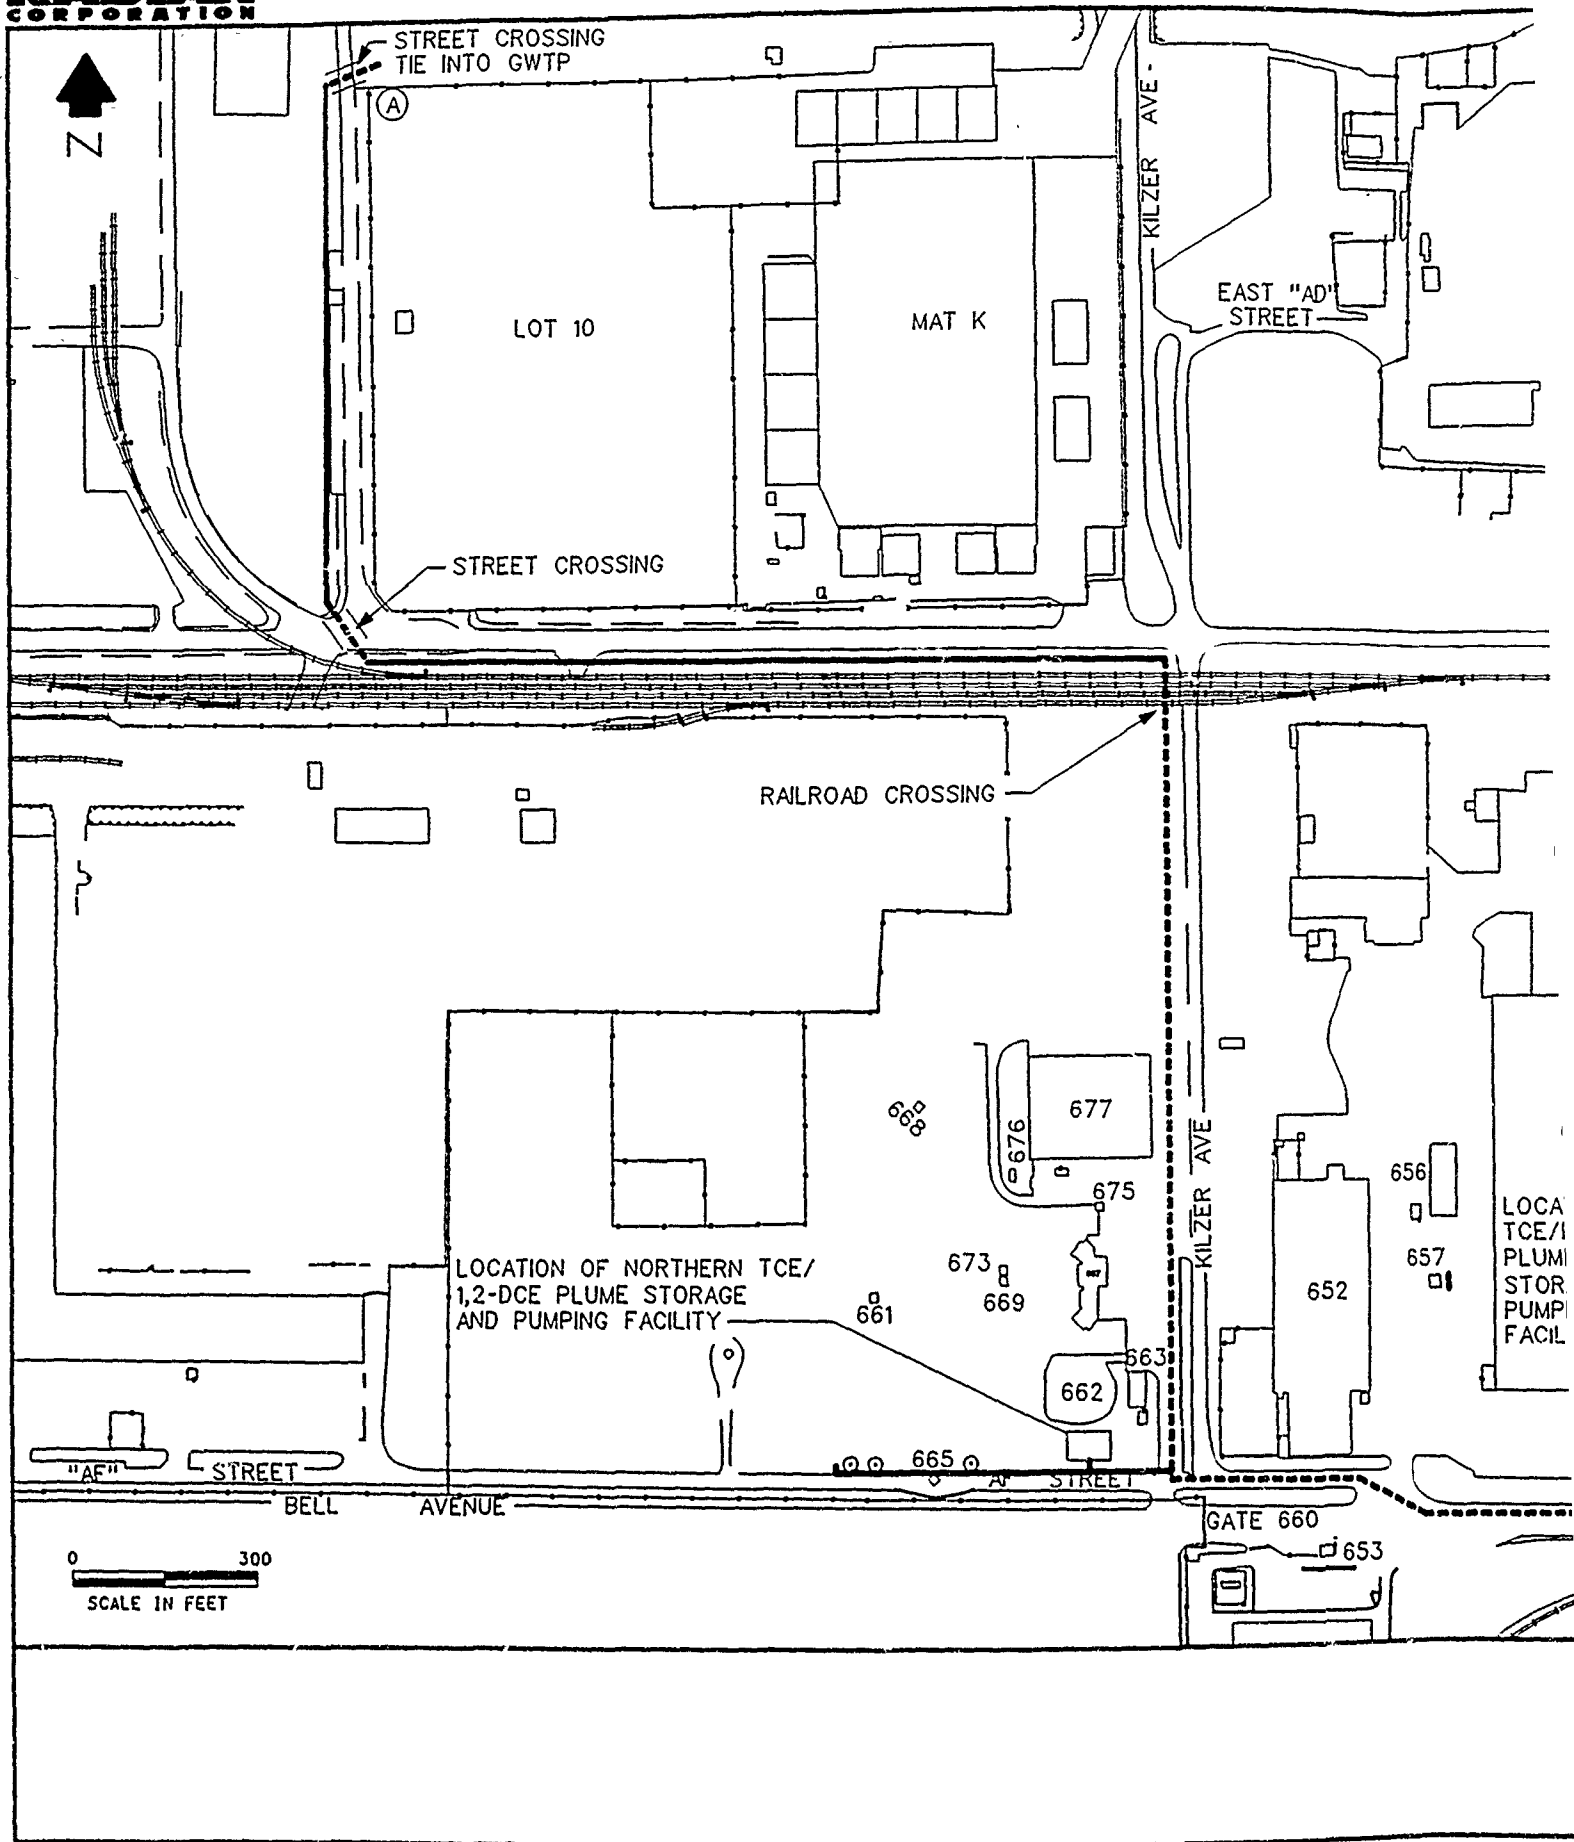 CORPORATION
STREET CROSSING
TIE INTO GWTP
A
N
KILZER AVE.
EAST "AD"
STREET
LOT 10
MAT K
STREET CROSSING
RAILROAD CROSSING
668
676
677
675
KILZER AVE
656
657
652
LOCA
TCE/
PLUM
STOR
PUMP
FACIL
673
669
661
LOCATION OF NORTHERN TCE/
1,2-DCE PLUME STORAGE
AND PUMPING FACILITY
663
662
665
"AF" STREET
AF STREET
BELL AVENUE
GATE 660
653
0 300
SCALE IN FEET